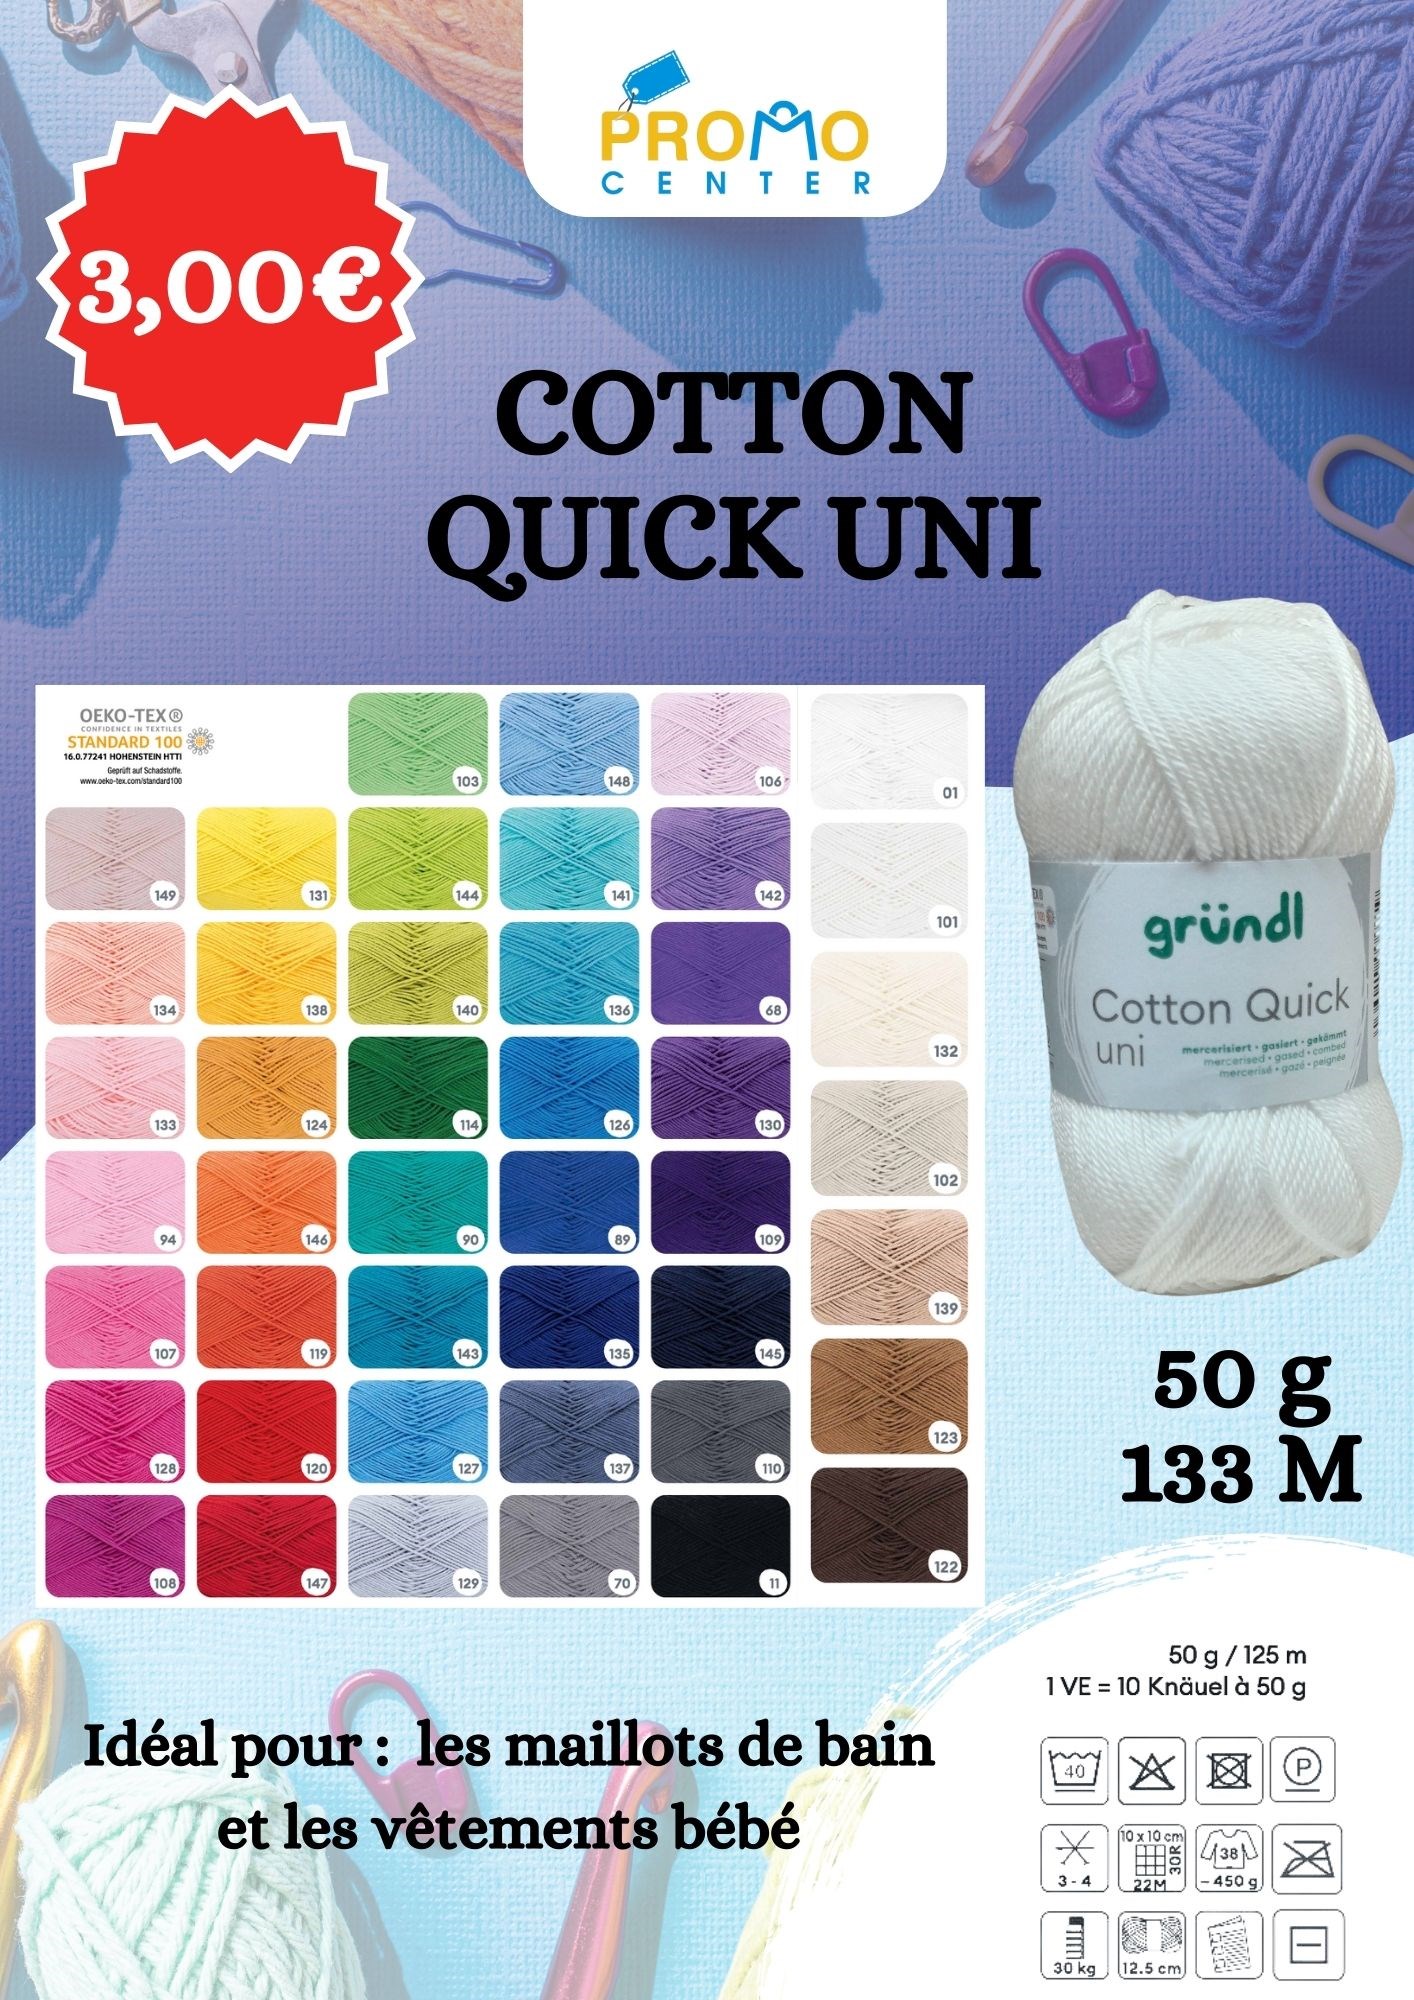 PROMO
CENTER
3,00€
COTTON
QUICK UNI
OEKO-TEX®
CONFIDENCE IN TEXTILES
STANDARD 100
16.0.77241 HOHENSTEIN HTTI
Geprüft auf Schadstoffe.
www.oeko-tex.com/standard100
103 148 106 01
149 131 144 141 142 101
134 138 140 136 68 132
133 124 114 126 130 102
94 146 90 89 109 139
107 119 143 135 145 123
128 120 127 137 110 122
108 147 129 70 11
gründl
Cotton Quick
uni
mercerisiert • gasiert • gekämmt
mercerised • gased • combed
mercerisé • gazé • peignée
50 g
133 M
50 g / 125 m
1 VE = 10 Knäuel à 50 g
Idéal pour : les maillots de bain
et les vêtements bébé
40 P
3 - 4
10 x 10 cm
30R
22M
38
~ 450 g
30 kg
12.5 cm